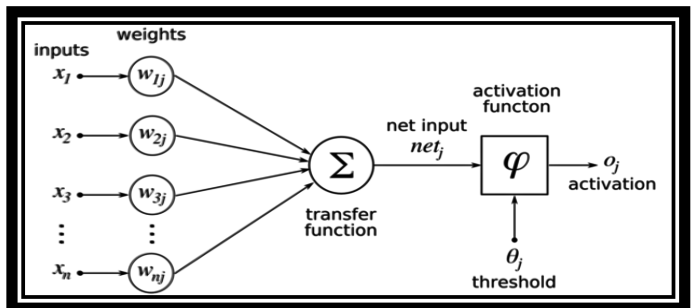 weights
inputs
x1 w1j
activation
functon
x2 w2j
net input
netj
Σ
φ
oj
activation
x3 w3j
transfer
function
⋮ ⋮
θj
xn wnj
threshold